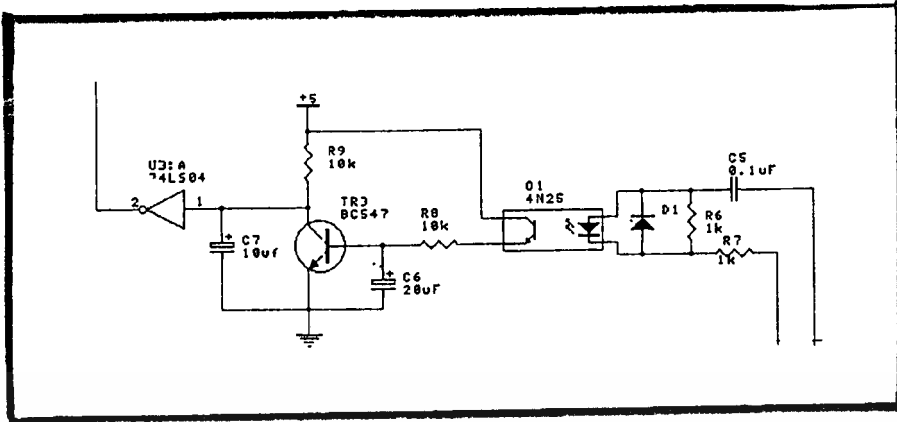 +5
R9
10k
U3:A
74LS04
2
1
TR3
BC547
R8
10k
O1
4N25
C5
0.1uF
D1
R6
1k
R7
1k
C7
10uf
C6
20uF